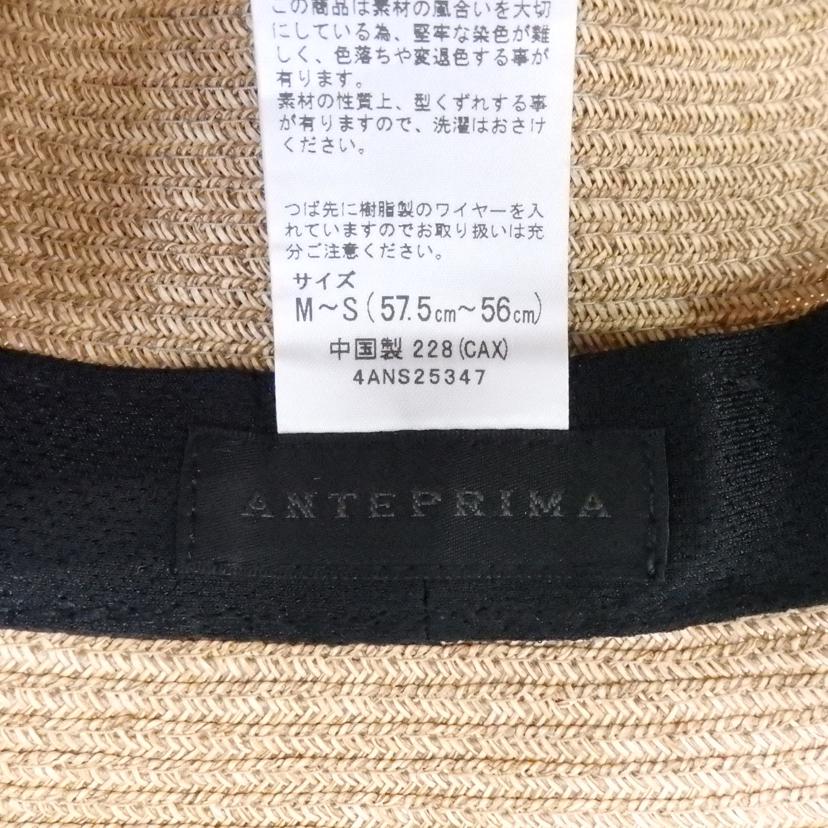 この商品は素材の風合いを大切
にしている為、堅牢な染色が難
しく、色落ちや変退色する事が
有ります。
素材の性質上、型くずれする事
が有りますので、洗濯はおさけ
ください。
つば先に樹脂製のワイヤーを入
れていますのでお取り扱いは充
分ご注意ください。
サイズ
M～S(57.5cm～56cm)
中国製 228(CAX)
4ANS25347
ANTEPRIMA